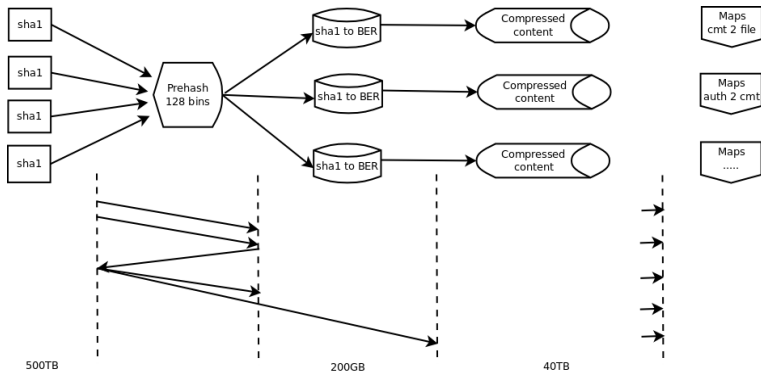 sha1
sha1
sha1
sha1
Prehash
128 bins
sha1 to BER
sha1 to BER
sha1 to BER
Compressed
content
Compressed
content
Compressed
content
Maps
cmt 2 file
Maps
auth 2 cmt
Maps
.....
500TB
200GB
40TB